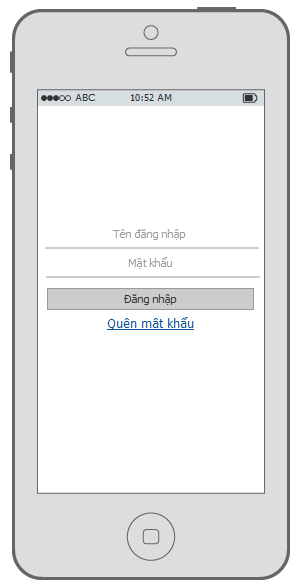 ABC 10:52 AM
Tên đăng nhập
Mật khẩu
Đăng nhập
Quên mật khẩu